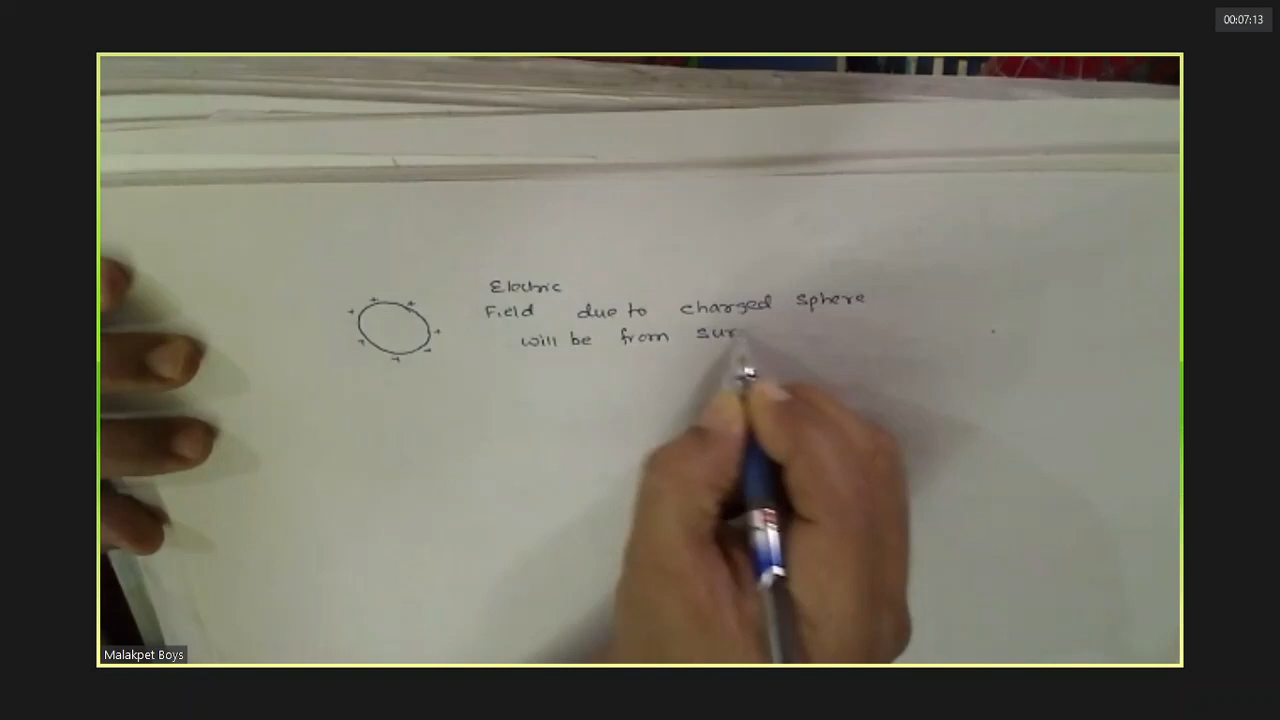 00:07:13
Electric
Field due to charged sphere
will be from sur
Malakpet Boys